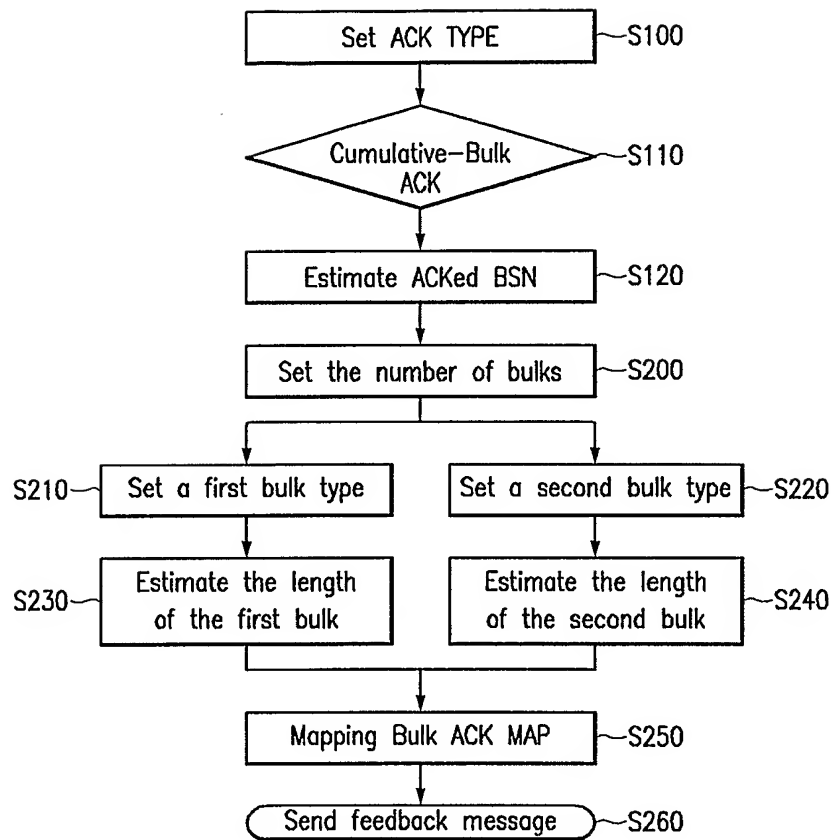 Set ACK TYPE S100
Cumulative-Bulk S110
ACK
Estimate ACKed BSN S120
Set the number of bulks S200
S210 Set a first bulk type Set a second bulk type S220
S230 Estimate the length
of the first bulk
Estimate the length S240
of the second bulk
Mapping Bulk ACK MAP S250
Send feedback message S260